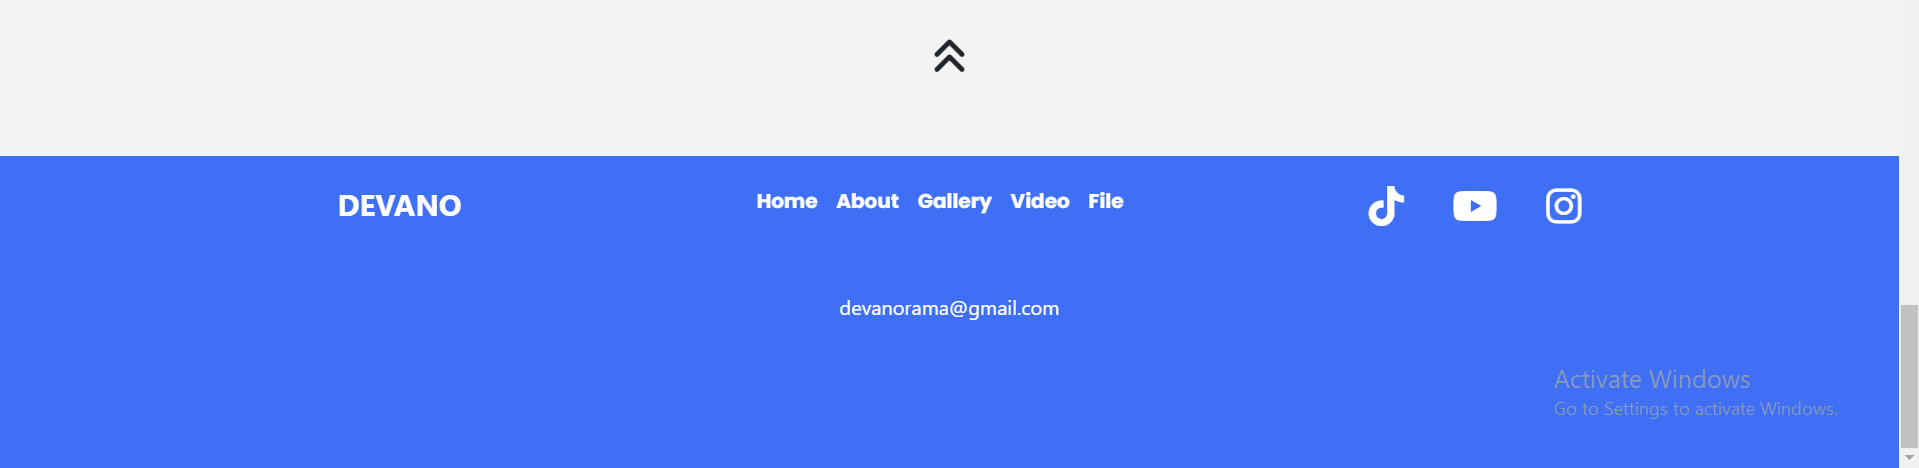 DEVANO
Home About Gallery Video File
devanorama@gmail.com
Activate Windows
Go to Settings to activate Windows.